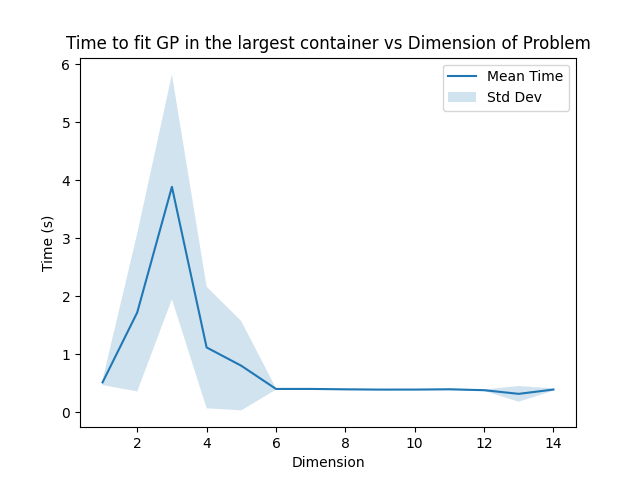 Time to fit GP in the largest container vs Dimension of Problem
Mean Time
Std Dev
Time (s)
6
5
4
3
2
1
0
2 4 6 8 10 12 14
Dimension